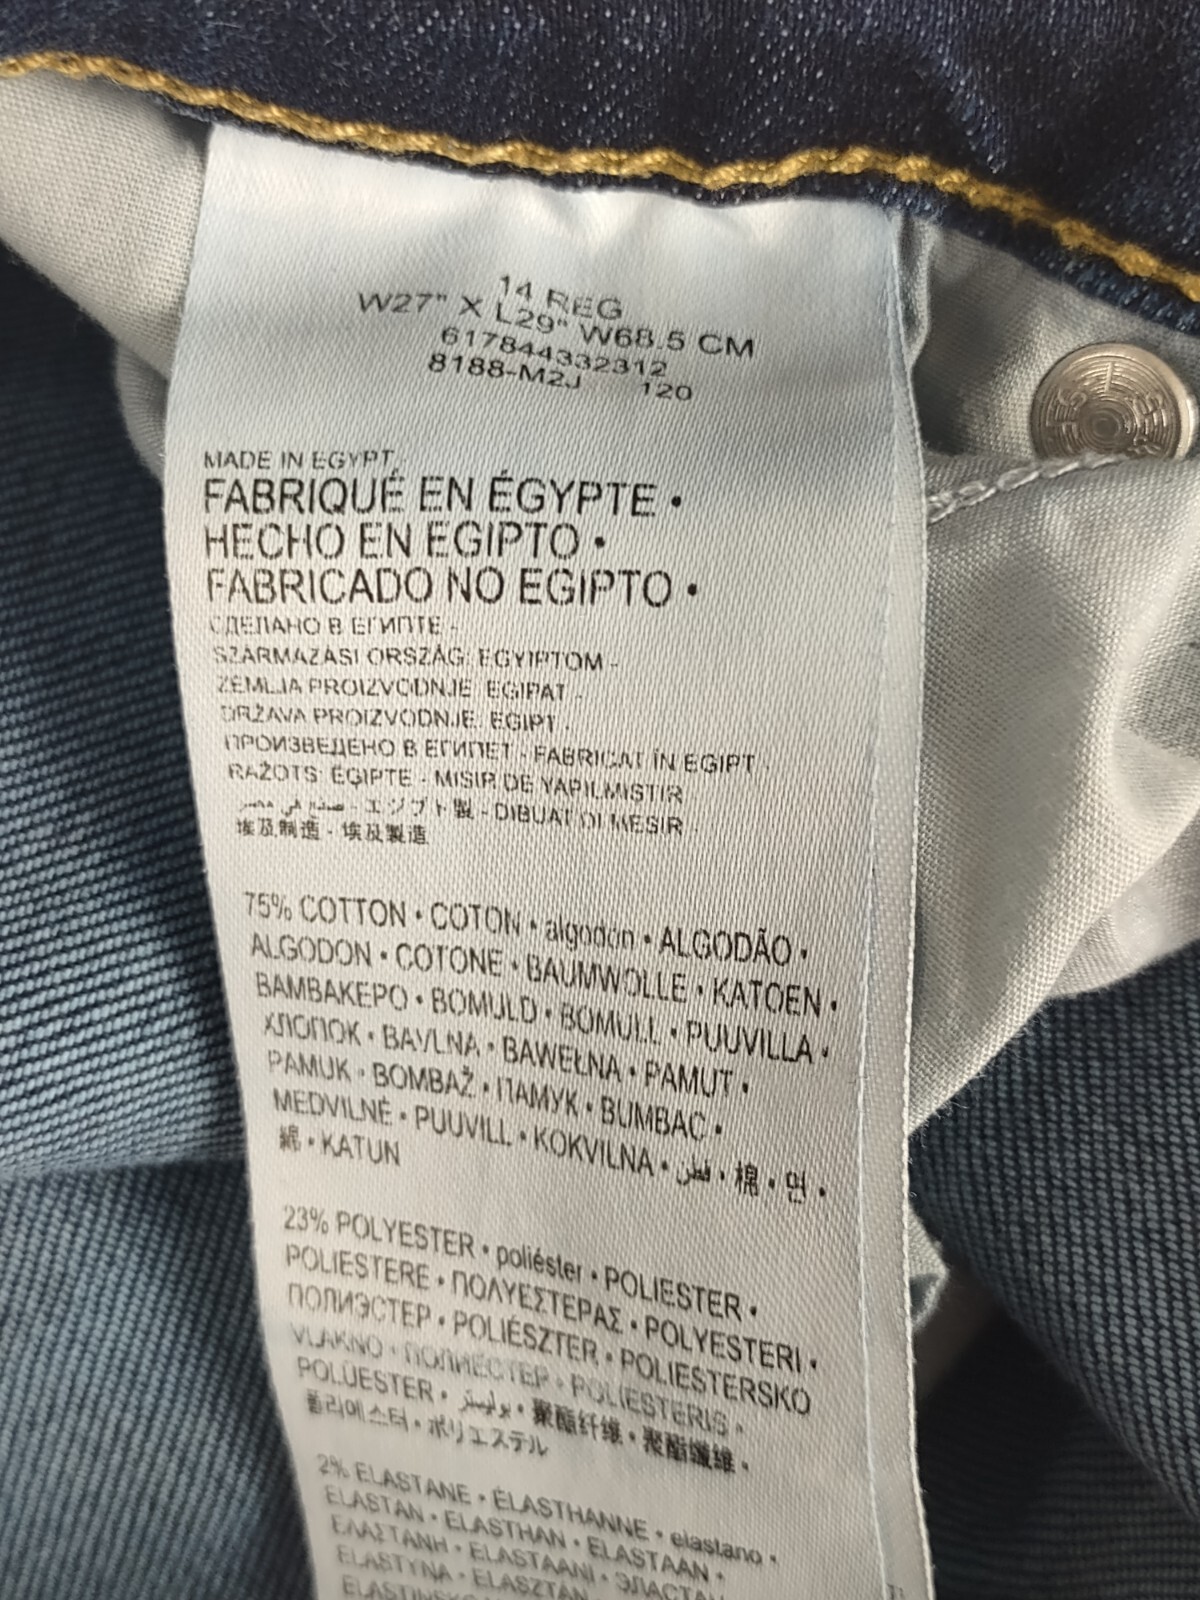 14 REG
W27" X L29" W68.5 CM
617844332312
8188-M2J 120
MADE IN EGYPT
FABRIQUÉ EN ÉGYPTE •
HECHO EN EGIPTO •
FABRICADO NO EGIPTO •
СДЕЛАНО В ЕГИПТЕ -
SZÁRMAZÁSI ORSZÁG: EGYIPTOM -
ZEMLJA PROIZVODNJE: EGIPAT -
DRŽAVA PROIZVODNJE: EGIPT -
ПРОИЗВЕДЕНО В ЕГИПЕТ - FABRICAT ÎN EGIPT -
RAŽOTS: ĒĢIPTE - MISIR DE YAPILMISTIR
صنع في مصر - エジプト製 - DIBUAT DI MESIR -
埃及制造 - 埃及製造
75% COTTON • COTON • algodón • ALGODÃO •
ALGODON • COTONE • BAUMWOLLE • KATOEN •
ΒΑΜΒΑΚΕΡΟ • BOMULD • BOMULL • PUUVILLA •
ХЛОПОК • BAVLNA • BAWEŁNA • PAMUT •
PAMUK • BOMBAŽ • ПАМУК • BUMBAC •
MEDVILNĖ • PUUVILL • KOKVILNA • قطن • 棉 • 면 •
綿 • KATUN
23% POLYESTER • poliéster • POLIESTER •
POLIESTERE • ΠΟΛΥΕΣΤΕΡΑΣ • POLYESTERI •
ПОЛИЭСТЕР • POLIÉSZTER • POLIESTERSKO
VLAKNO • ПОЛИЕСТЕР • POLIESTERIS •
POLÜESTER • بوليستر • 聚酯纤维 • 聚酯纖維 •
폴리에스터 • ポリエステル
2% ELASTANE • ÉLASTHANNE • elastano •
ELASTAN • ELASTHAN • ELASTAAN •
ΕΛΑΣΤΑΝΗ • ELASTAANI • ЭЛАСТАН
ELASTYNA • ELASZTÁN